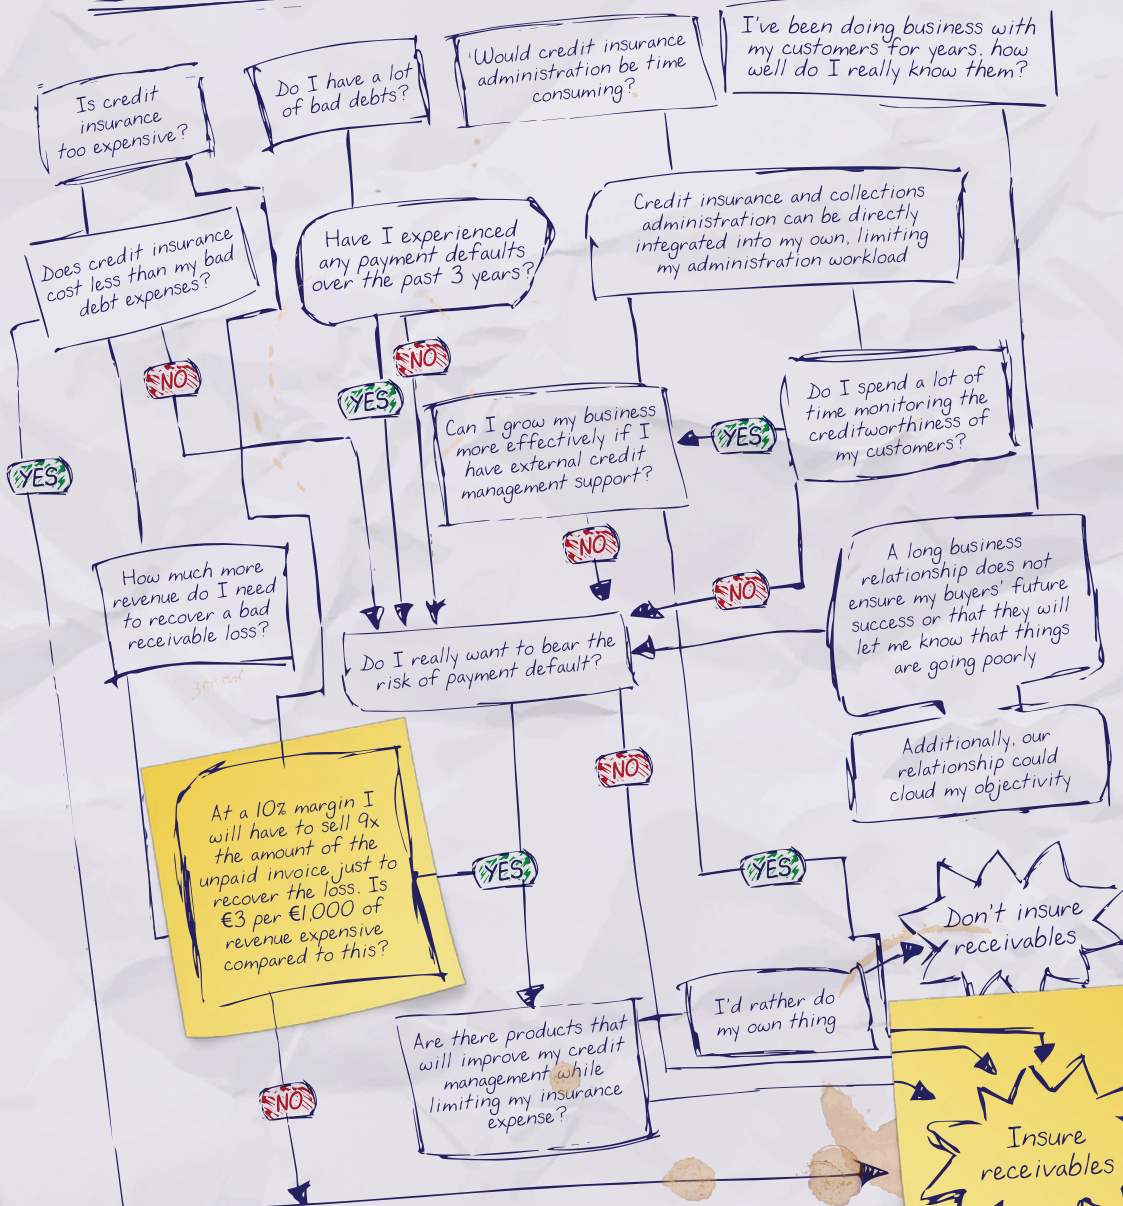 Is credit
insurance
too expensive?
Do I have a lot
of bad debts?
Would credit insurance
administration be time
consuming?
I've been doing business with
my customers for years, how
well do I really know them?
Does credit insurance
cost less than my bad
debt expenses?
Have I experienced
any payment defaults
over the past 3 years?
Credit insurance and collections
administration can be directly
integrated into my own, limiting
my administration workload
NO
NO
YES
Can I grow my business
more effectively if I
have external credit
management support?
YES
Do I spend a lot of
time monitoring the
creditworthiness of
my customers?
YES
NO
NO
How much more
revenue do I need
to recover a bad
receivable loss?
A long business
relationship does not
ensure my buyers' future
success or that they will
let me know that things
are going poorly
Do I really want to bear the
risk of payment default?
Additionally, our
relationship could
cloud my objectivity
NO
At a 10% margin I
will have to sell 9x
the amount of the
unpaid invoice just to
recover the loss. Is
€3 per €1,000 of
revenue expensive
compared to this?
YES
YES
Don't insure
receivables
I'd rather do
my own thing
Are there products that
will improve my credit
management while
limiting my insurance
expense?
NO
Insure
receivables